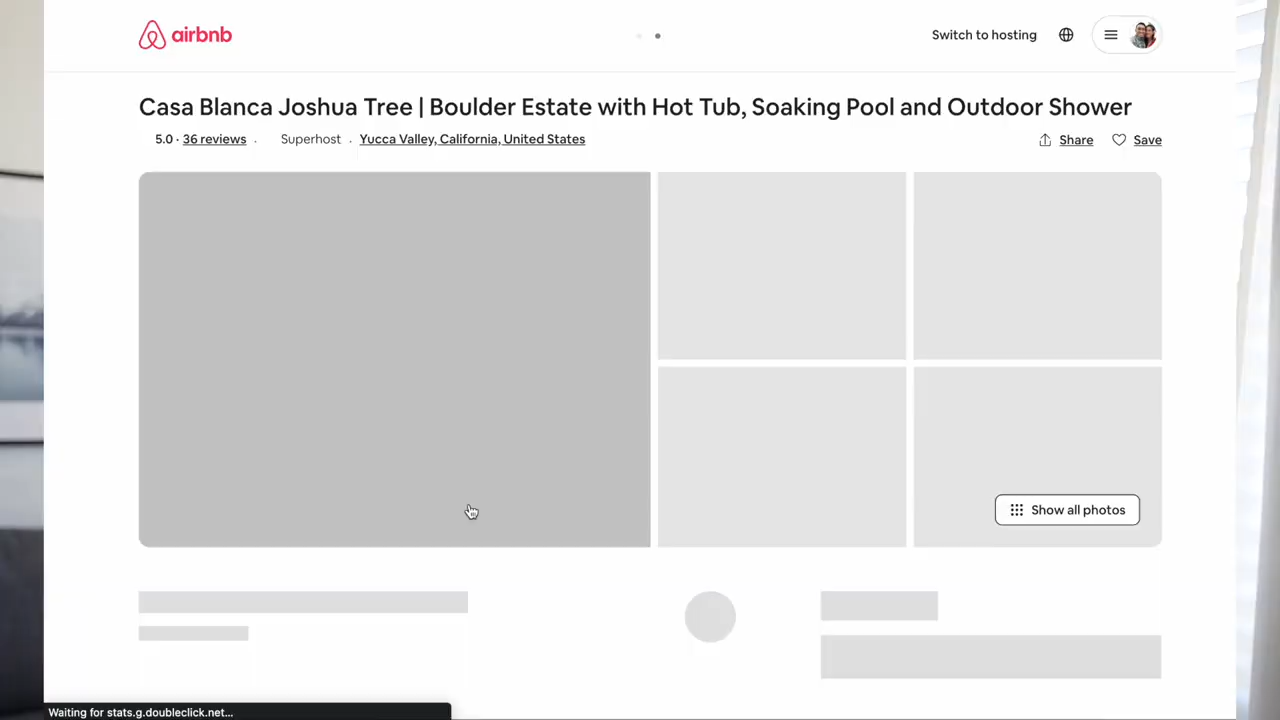 airbnb
Switch to hosting
Casa Blanca Joshua Tree | Boulder Estate with Hot Tub, Soaking Pool and Outdoor Shower
5.0 · 36 reviews · Superhost · Yucca Valley, California, United States
Share Save
Show all photos
Waiting for stats.g.doubleclick.net...